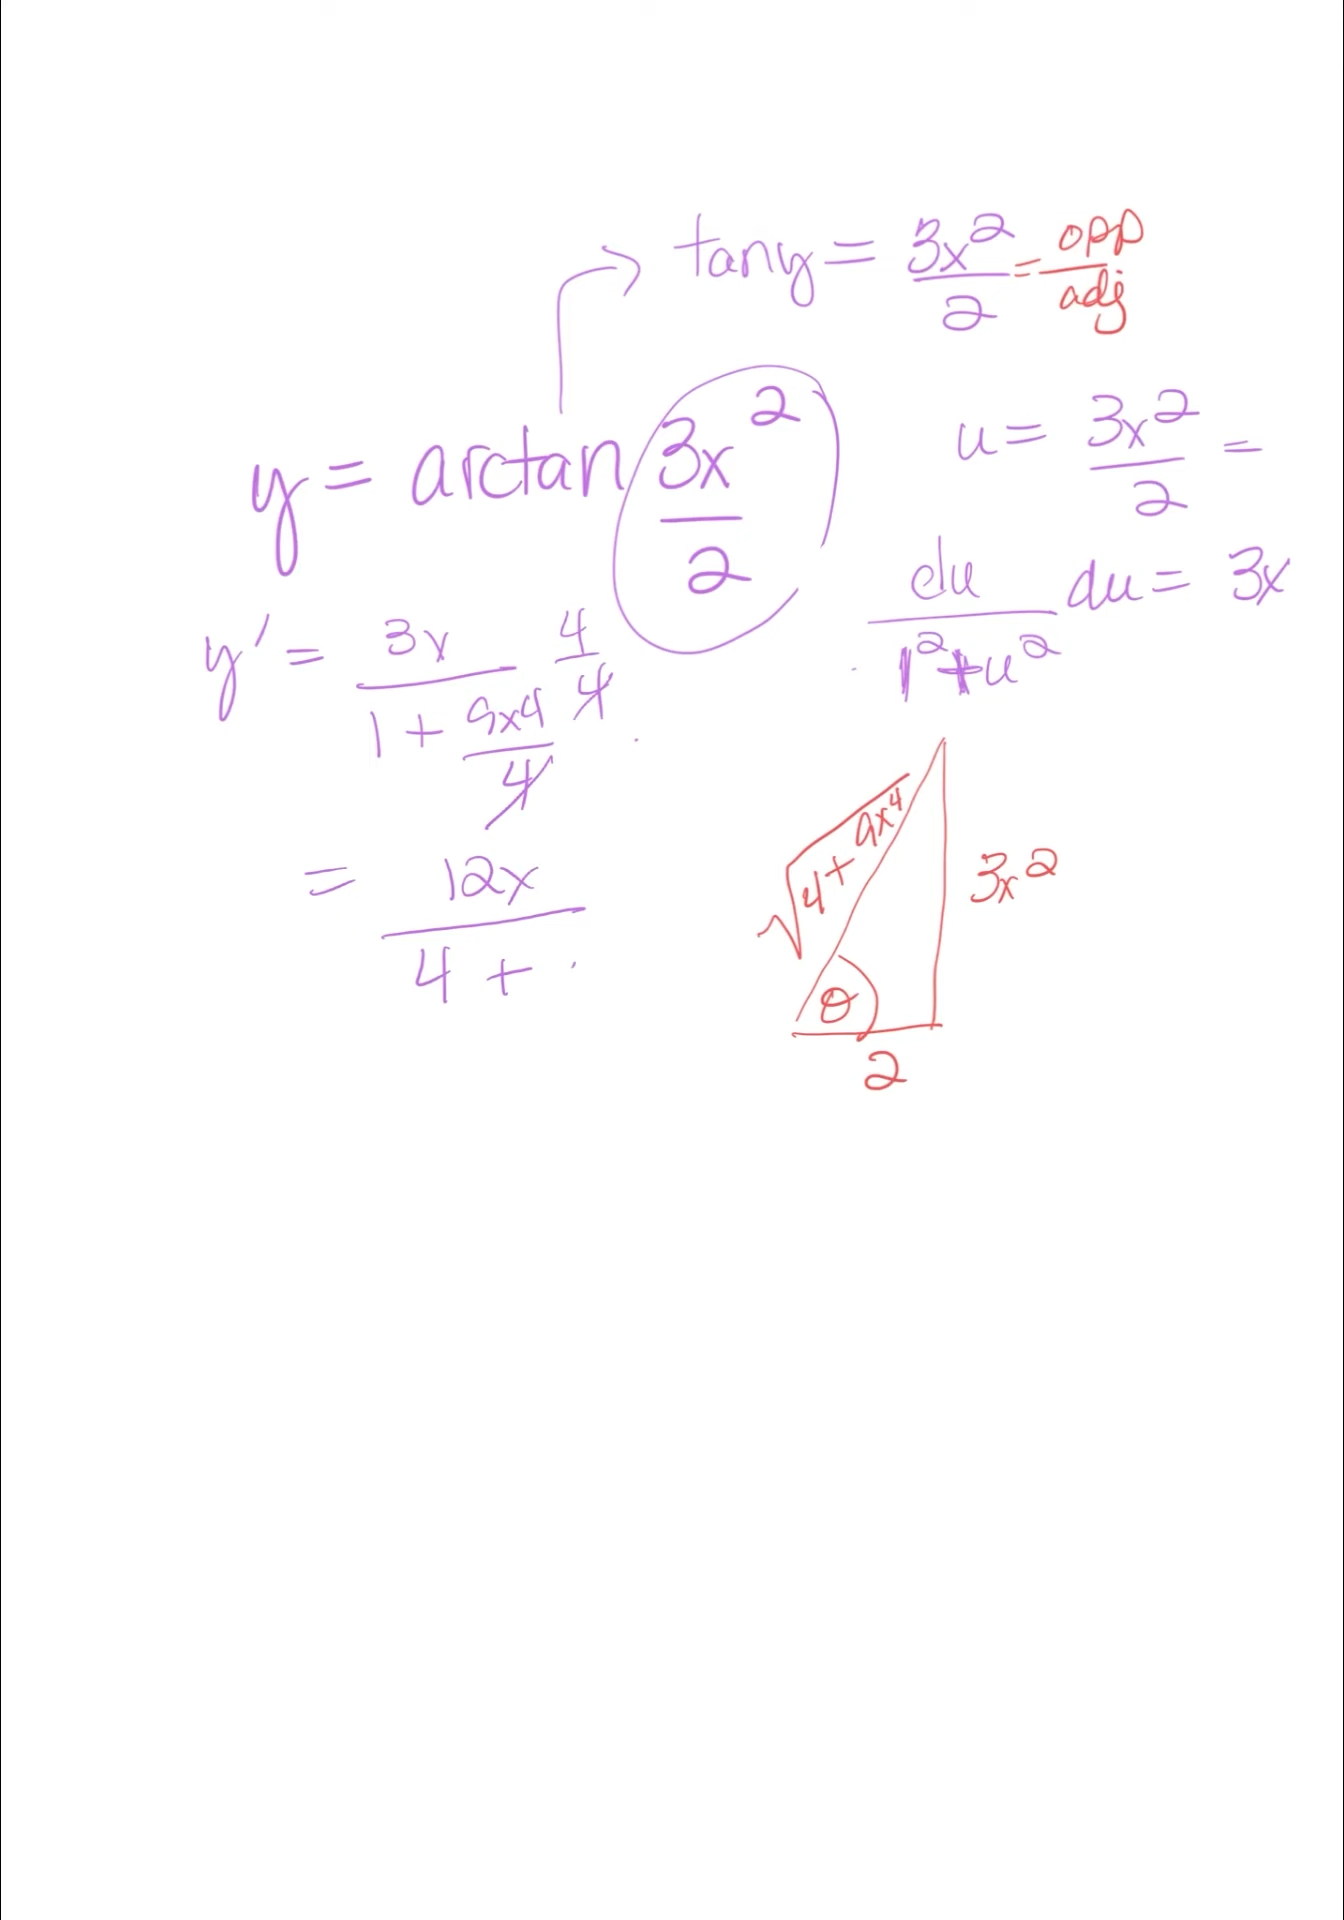 tany = 3x²/2 = opp/adj
y = arctan 3x²/2
u = 3x²/2 =
du/(1²+u²) du = 3x
y' = 3x/(1 + 9x4/4) 4/4
= 12x/(4 +
√4+9x⁴
3x²
θ
2